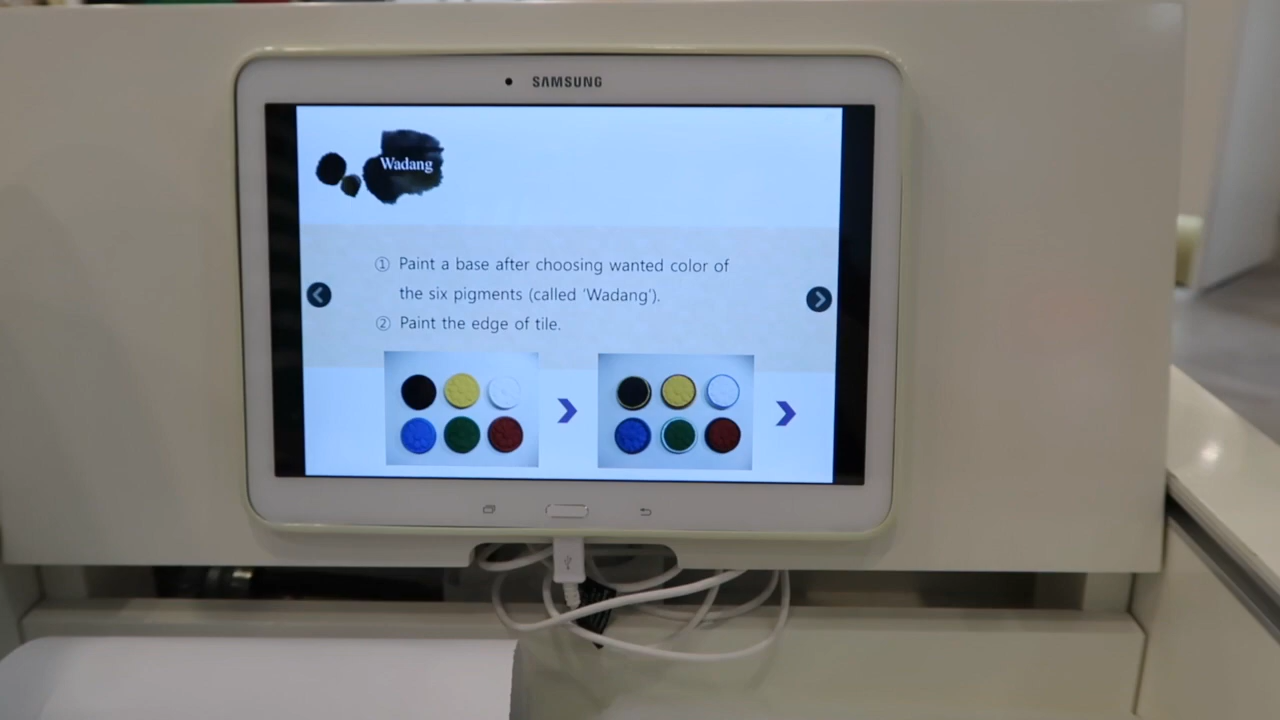 SAMSUNG
Wadang
① Paint a base after choosing wanted color of
the six pigments (called 'Wadang').
② Paint the edge of tile.